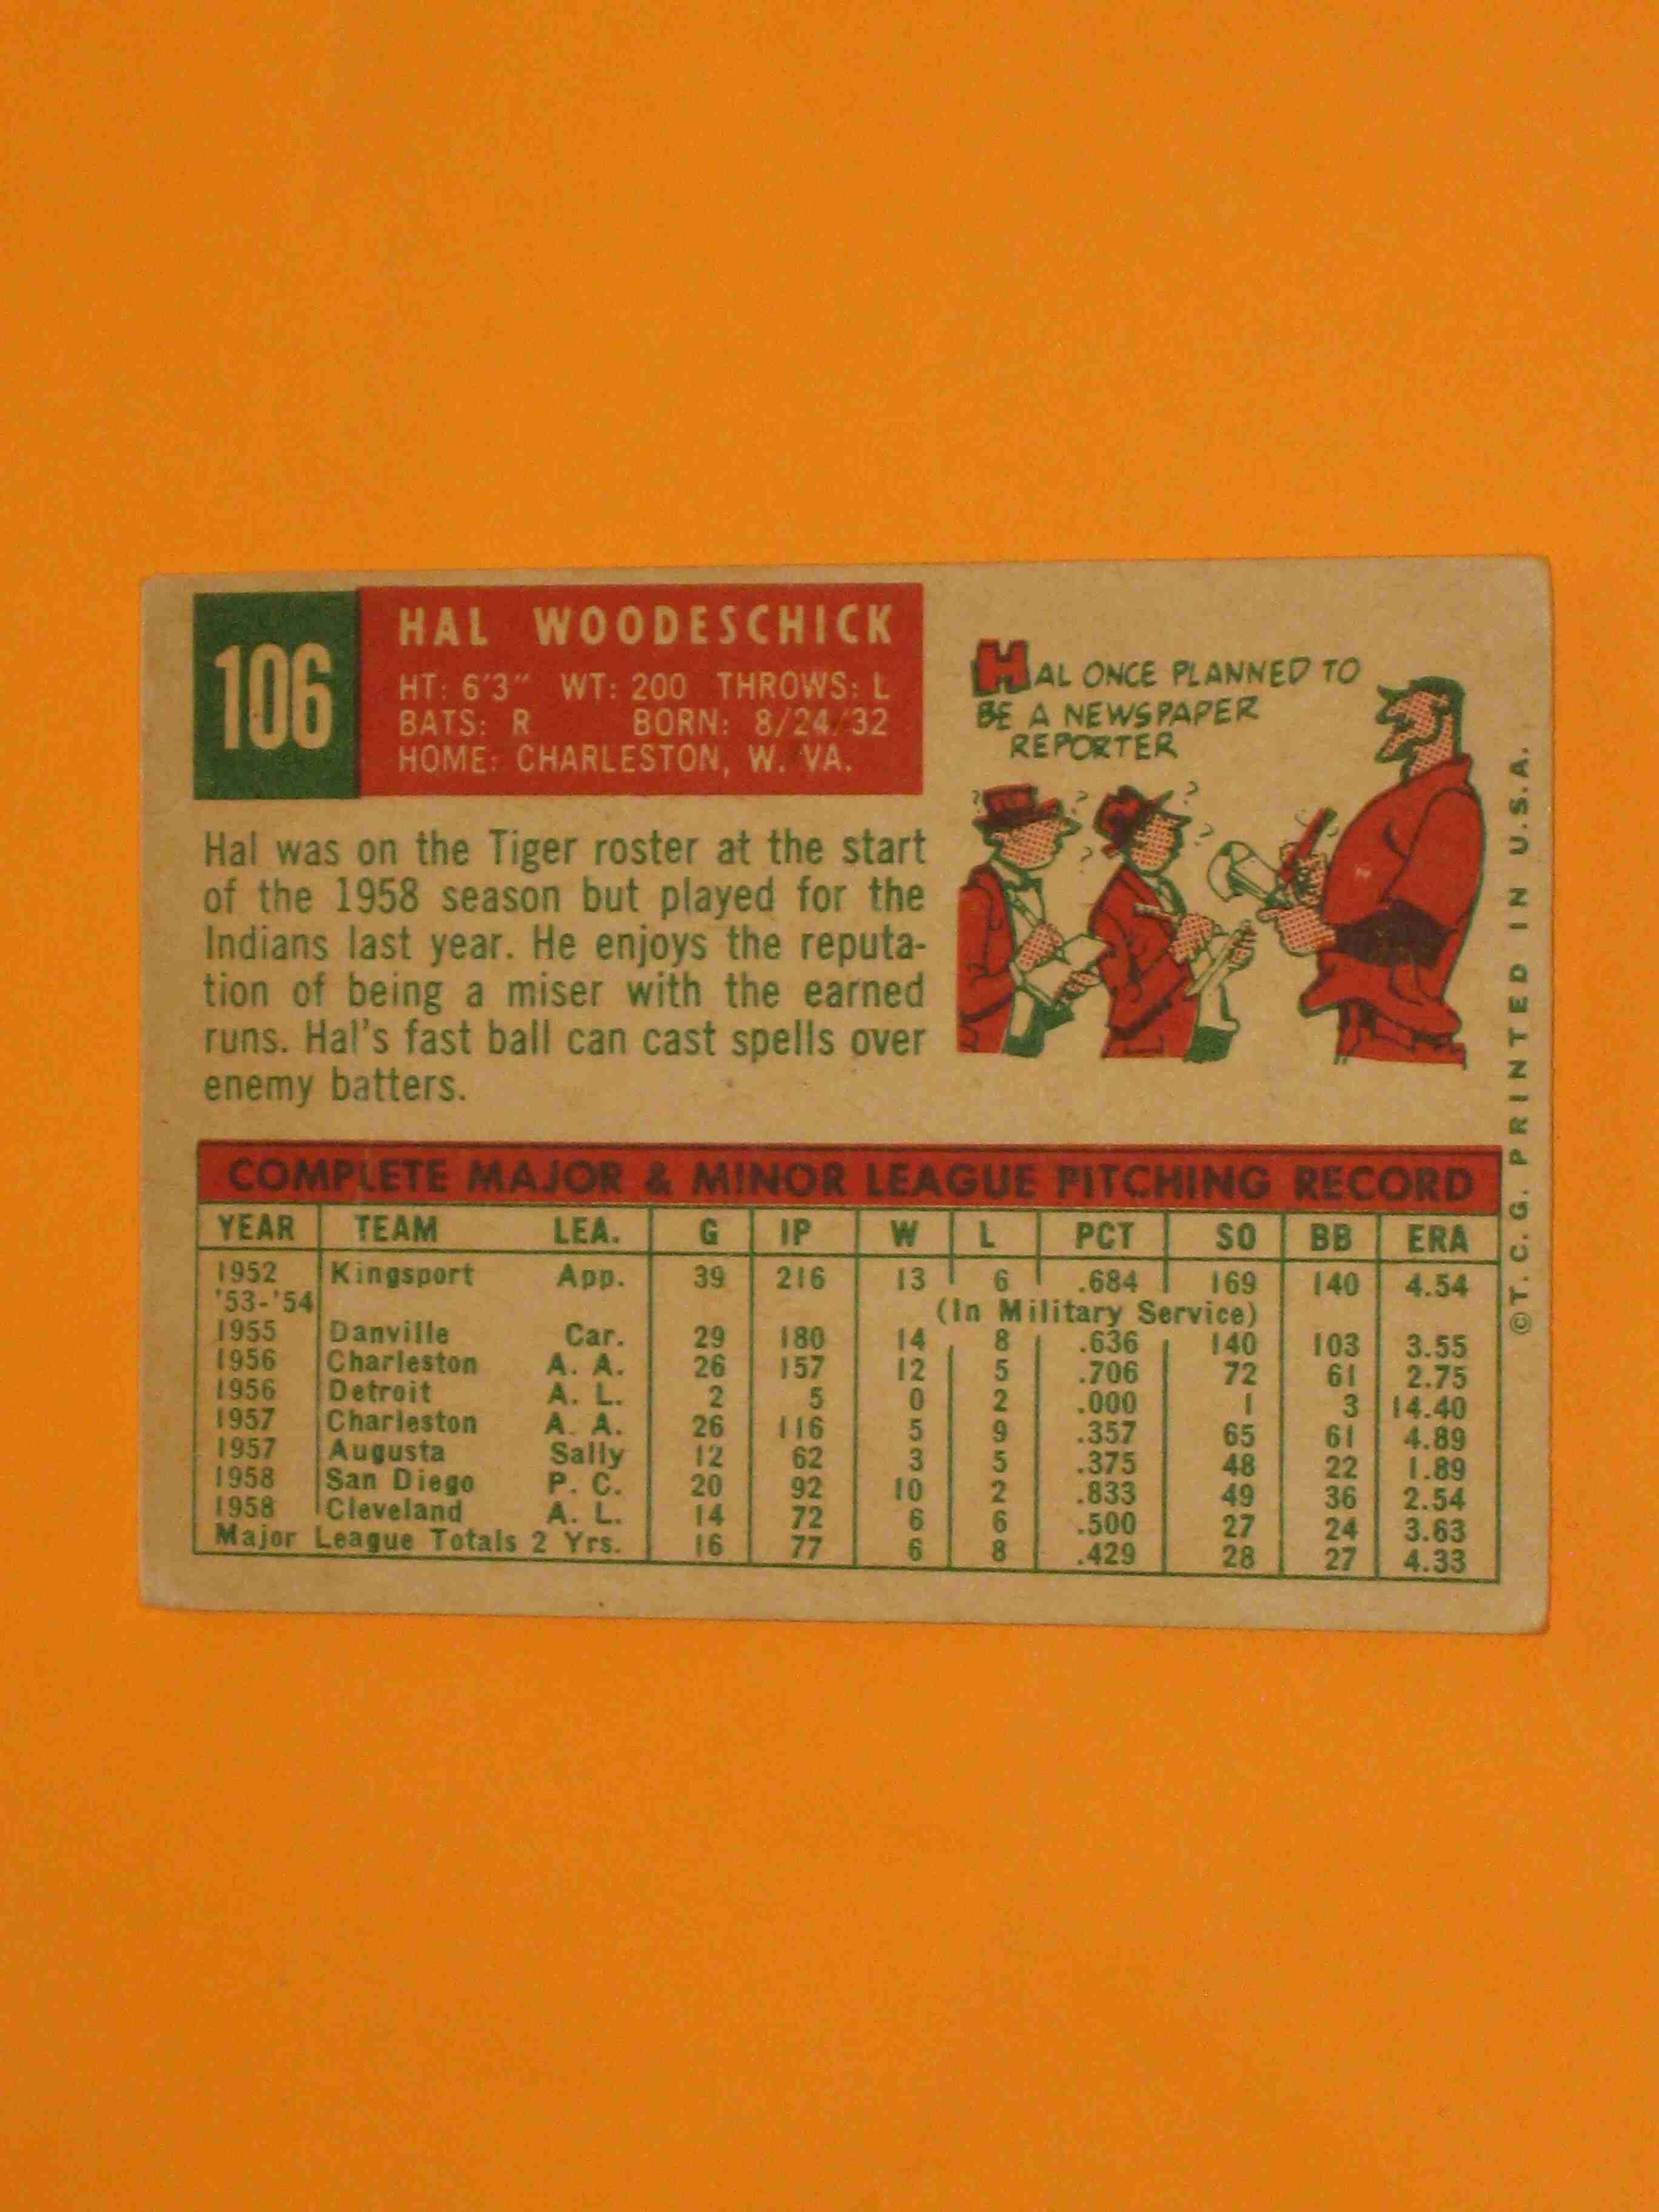 106
HAL WOODESCHICK
HT: 6'3" WT: 200 THROWS: L
BATS: R BORN: 8/24/32
HOME: CHARLESTON, W. VA.
HAL ONCE PLANNED TO
BE A NEWSPAPER
REPORTER
Hal was on the Tiger roster at the start
of the 1958 season but played for the
Indians last year. He enjoys the reputa-
tion of being a miser with the earned
runs. Hal's fast ball can cast spells over
enemy batters.
COMPLETE MAJOR & MINOR LEAGUE PITCHING RECORD
YEAR TEAM LEA. G IP W L PCT SO BB ERA
1952 Kingsport App. 39 216 13 6 .684 169 140 4.54
'53-'54 (In Military Service)
1955 Danville Car. 29 180 14 8 .636 140 103 3.55
1956 Charleston A. A. 26 157 12 5 .706 72 61 2.75
1956 Detroit A. L. 2 5 0 2 .000 1 3 14.40
1957 Charleston A. A. 26 116 5 9 .357 65 61 4.89
1957 Augusta Sally 12 62 3 5 .375 48 22 1.89
1958 San Diego P. C. 20 92 10 2 .833 49 36 2.54
1958 Cleveland A. L. 14 72 6 6 .500 27 24 3.63
Major League Totals 2 Yrs. 16 77 6 8 .429 28 27 4.33
©T. C. G. PRINTED IN U.S.A.